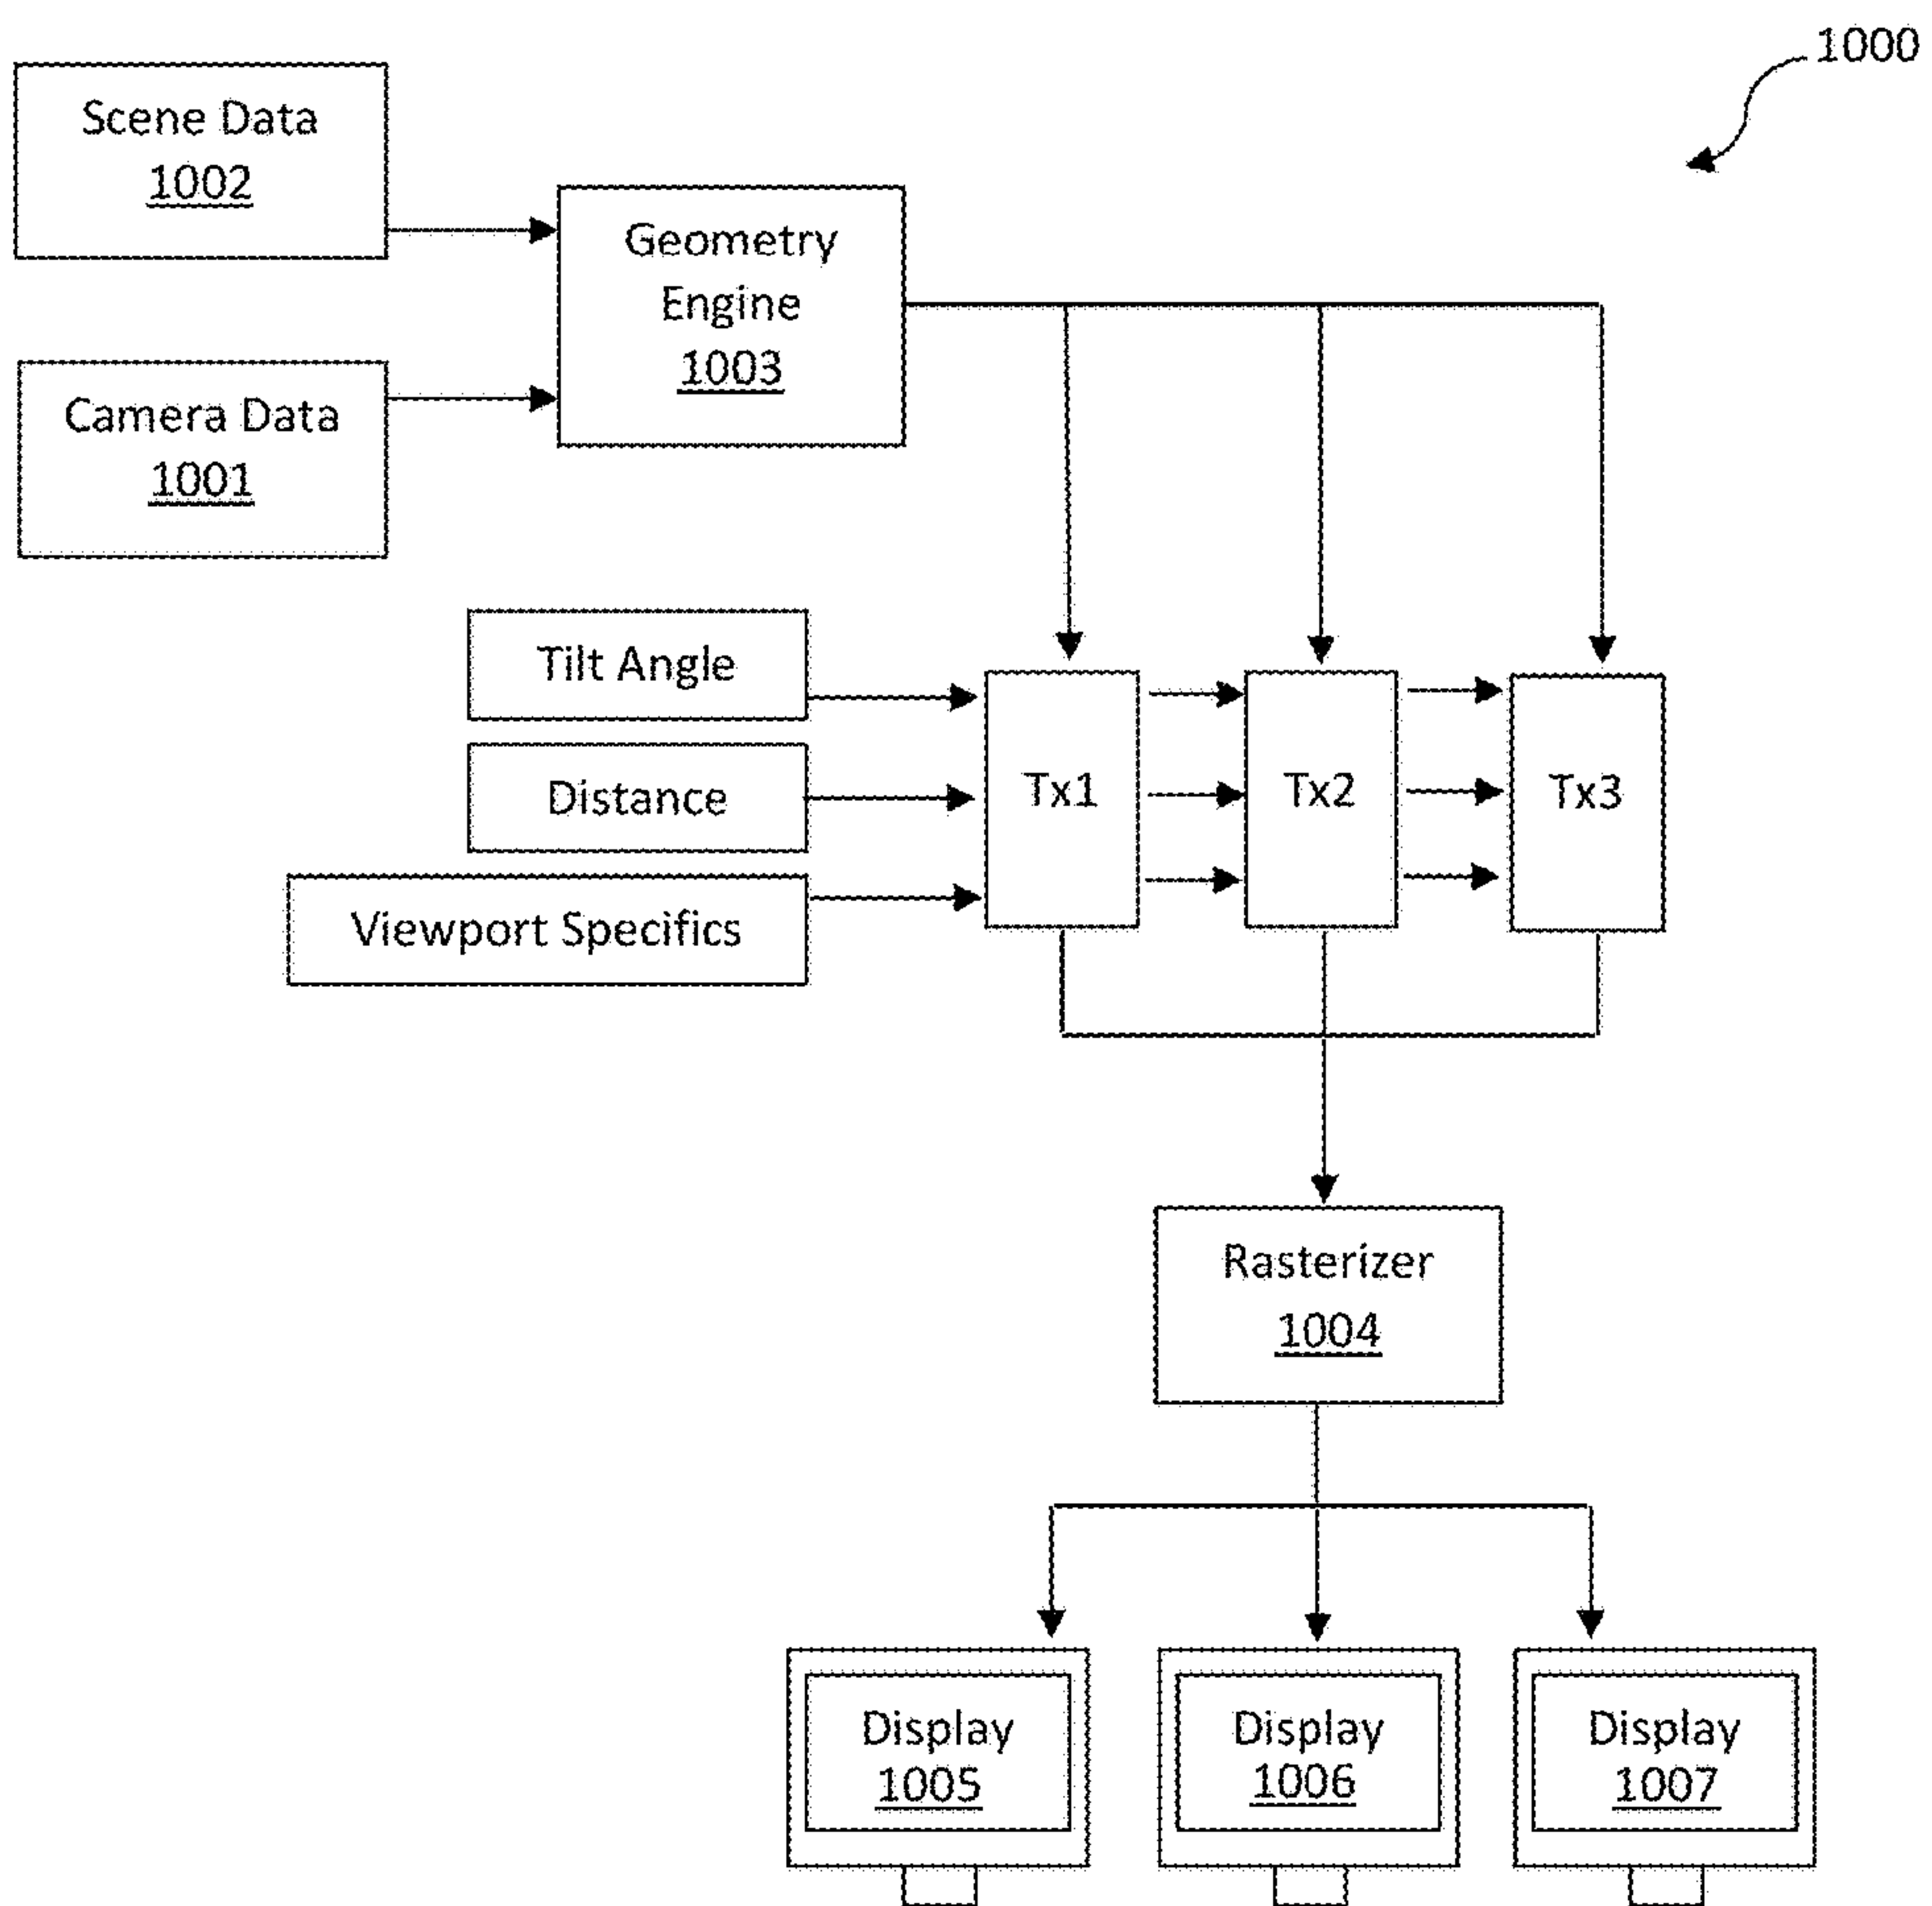 1000
Scene Data
1002
Geometry
Engine
1003
Camera Data
1001
Tilt Angle
Distance
Viewport Specifics
Tx1
Tx2
Tx3
Rasterizer
1004
Display
1005
Display
1006
Display
1007